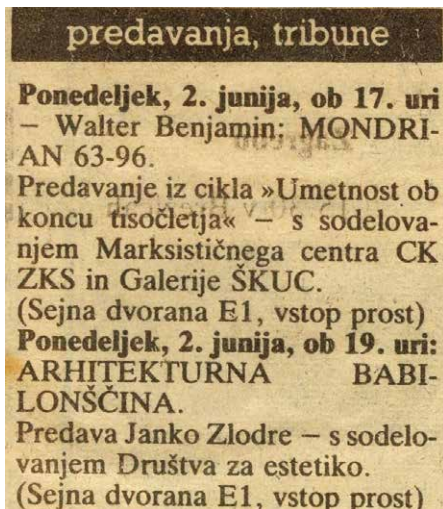 predavanja, tribune
Ponedeljek, 2. junija, ob 17. uri
– Walter Benjamin: MONDRI-
AN 63-96.
Predavanje iz cikla »Umetnost ob
koncu tisočletja« – s sodelova-
njem Marksističnega centra CK
ZKS in Galerije ŠKUC.
(Sejna dvorana E1, vstop prost)
Ponedeljek, 2. junija, ob 19. uri:
ARHITEKTURNA BABI-
LONŠČINA.
Predava Janko Zlodre – s sodelo-
vanjem Društva za estetiko.
(Sejna dvorana E1, vstop prost)